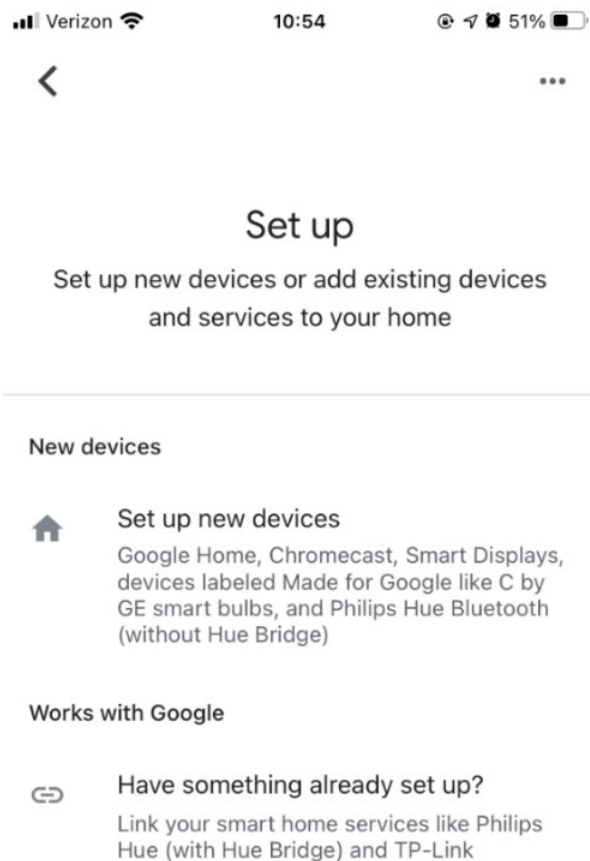 Verizon 10:54 51%
Set up
Set up new devices or add existing devices
and services to your home
New devices
Set up new devices
Google Home, Chromecast, Smart Displays,
devices labeled Made for Google like C by
GE smart bulbs, and Philips Hue Bluetooth
(without Hue Bridge)
Works with Google
Have something already set up?
Link your smart home services like Philips
Hue (with Hue Bridge) and TP-Link